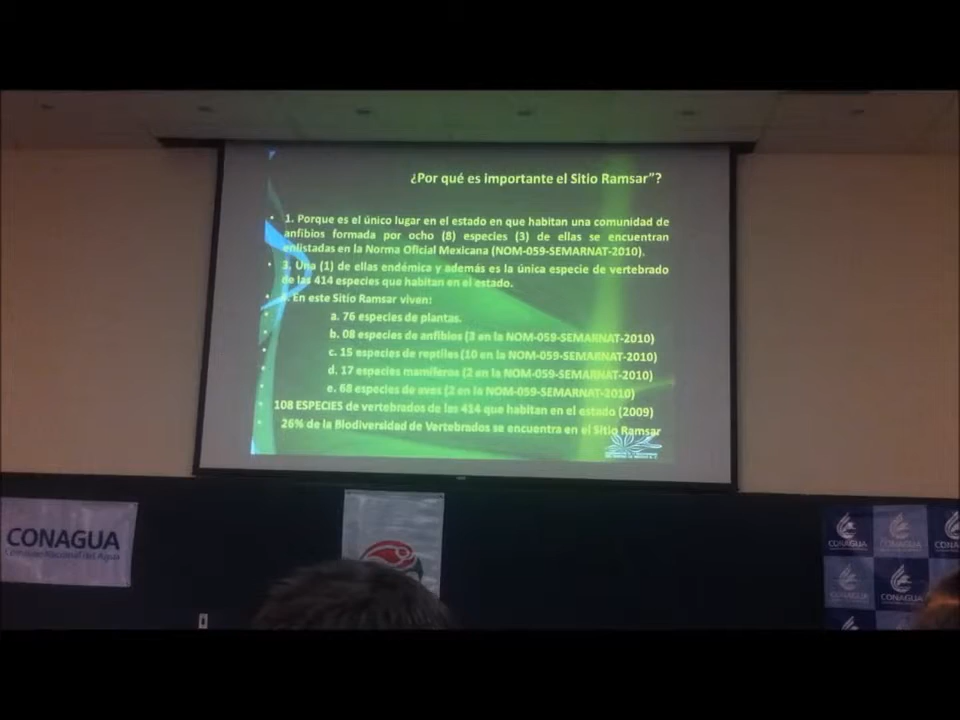 ¿Por qué es importante el Sitio Ramsar”?
• 1. Porque es el único lugar en el estado en que habitan una comunidad de
anfibios formada por ocho (8) especies (3) de ellas se encuentran
enlistadas en la Norma Oficial Mexicana (NOM-059-SEMARNAT-2010).
• 3. Una (1) de ellas endémica y además es la única especie de vertebrado
de las 414 especies que habitan en el estado.
• 4. En este Sitio Ramsar viven:
a. 76 especies de plantas.
b. 08 especies de anfibios (3 en la NOM-059-SEMARNAT-2010)
c. 15 especies de reptiles (10 en la NOM-059-SEMARNAT-2010)
d. 17 especies mamíferos (2 en la NOM-059-SEMARNAT-2010)
e. 68 especies de aves (2 en la NOM-059-SEMARNAT-2010)
108 ESPECIES de vertebrados de las 414 que habitan en el estado (2009)
26% de la Biodiversidad de Vertebrados se encuentra en el Sitio Ramsar
CONAGUA
Comisión Nacional del Agua
CONAGUA
CONAGUA
CONAGUA
CONAGUA